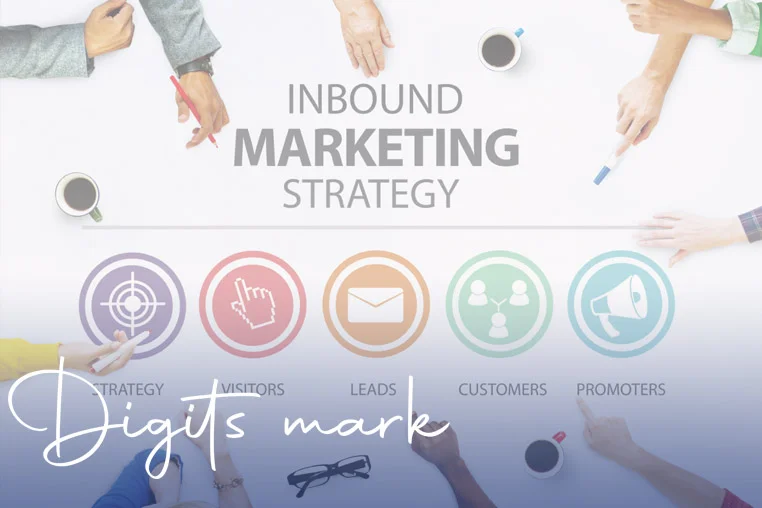 INBOUND
MARKETING
STRATEGY
STRATEGY VISITORS LEADS CUSTOMERS PROMOTERS
Digits mark